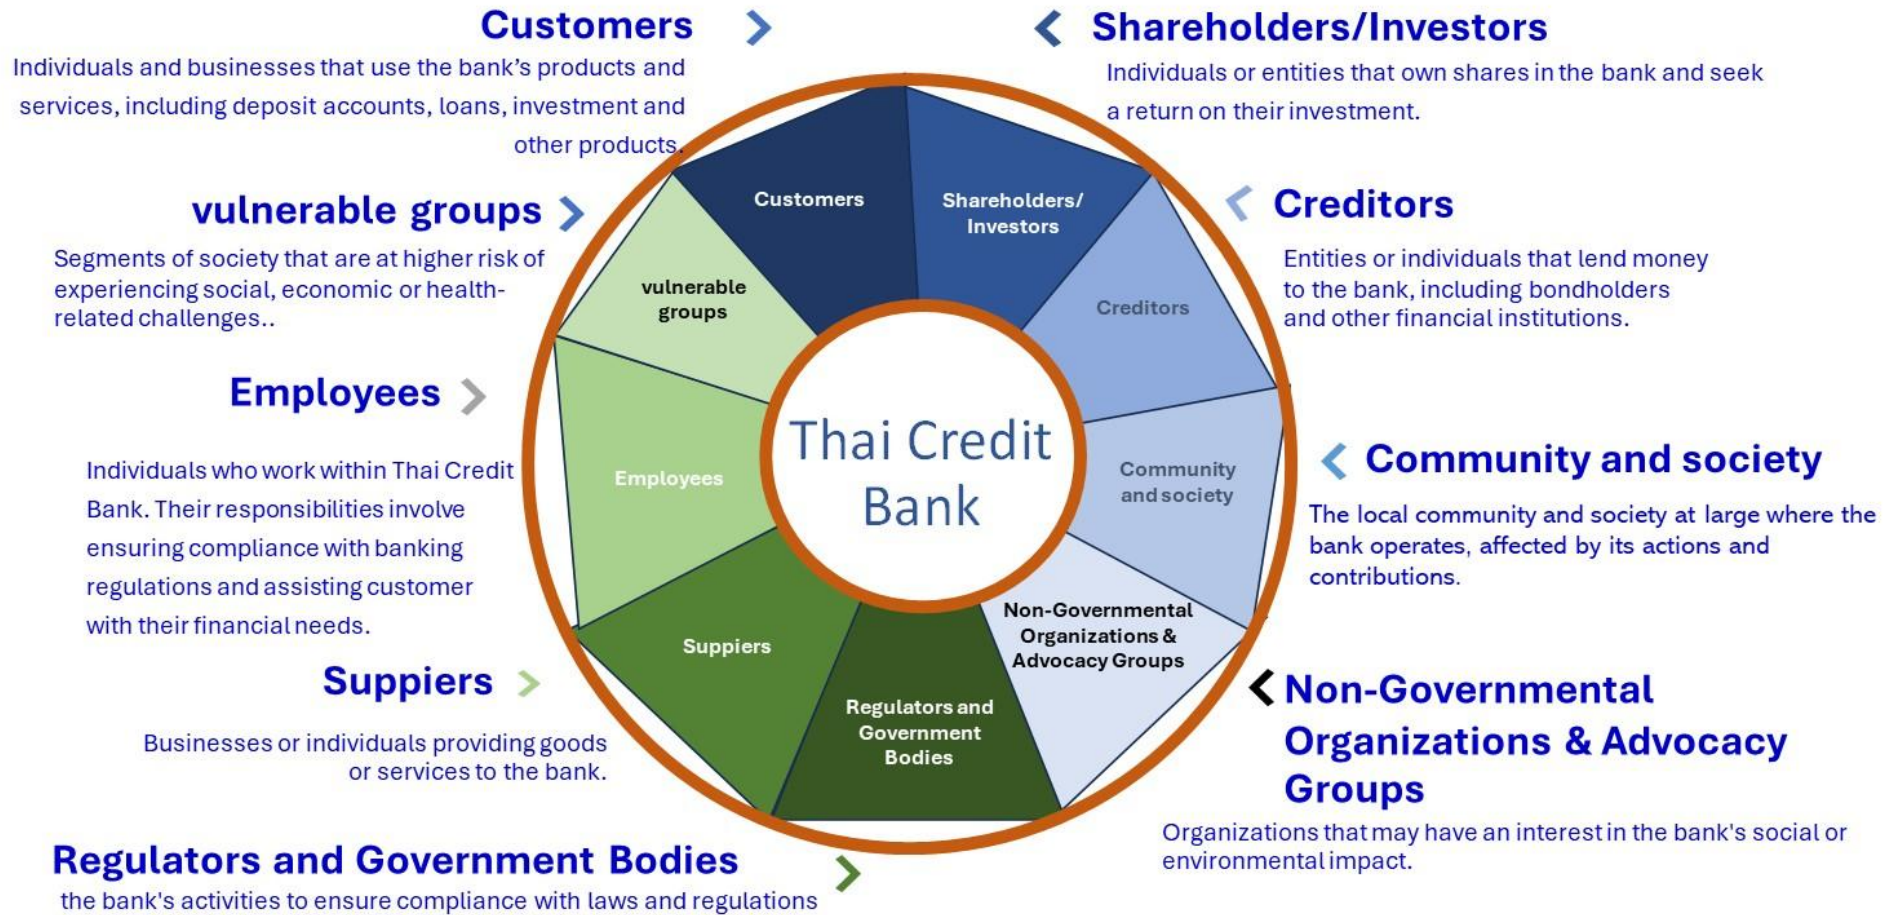 Customers
Individuals and businesses that use the bank’s products and
services, including deposit accounts, loans, investment and
other products.
vulnerable groups
Segments of society that are at higher risk of
experiencing social, economic or health-
related challenges..
Employees
Individuals who work within Thai Credit
Bank. Their responsibilities involve
ensuring compliance with banking
regulations and assisting customer
with their financial needs.
Suppiers
Businesses or individuals providing goods
or services to the bank.
Regulators and Government Bodies
the bank's activities to ensure compliance with laws and regulations
Customers
Shareholders/
Investors
vulnerable
groups
Creditors
Employees
Thai Credit
Bank
Community
and society
Suppiers
Non-Governmental
Organizations &
Advocacy Groups
Regulators and
Government
Bodies
Shareholders/Investors
Individuals or entities that own shares in the bank and seek
a return on their investment.
Creditors
Entities or individuals that lend money
to the bank, including bondholders
and other financial institutions.
Community and society
The local community and society at large where the
bank operates, affected by its actions and
contributions.
Non-Governmental
Organizations & Advocacy
Groups
Organizations that may have an interest in the bank's social or
environmental impact.